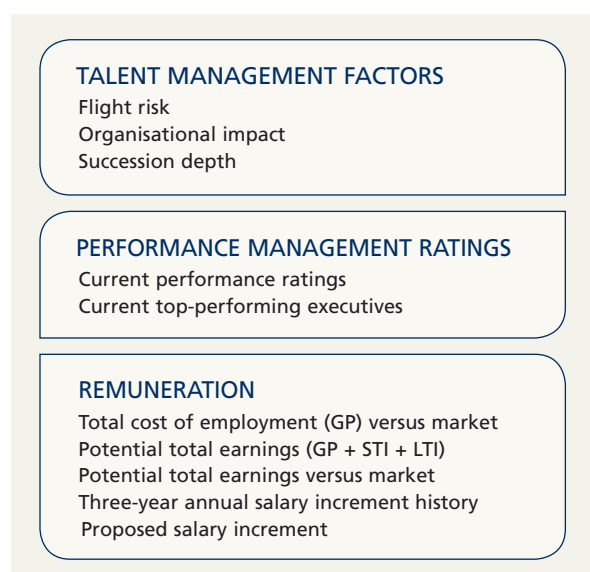 TALENT MANAGEMENT FACTORS
Flight risk
Organisational impact
Succession depth
PERFORMANCE MANAGEMENT RATINGS
Current performance ratings
Current top-performing executives
REMUNERATION
Total cost of employment (GP) versus market
Potential total earnings (GP + STI + LTI)
Potential total earnings versus market
Three-year annual salary increment history
Proposed salary increment